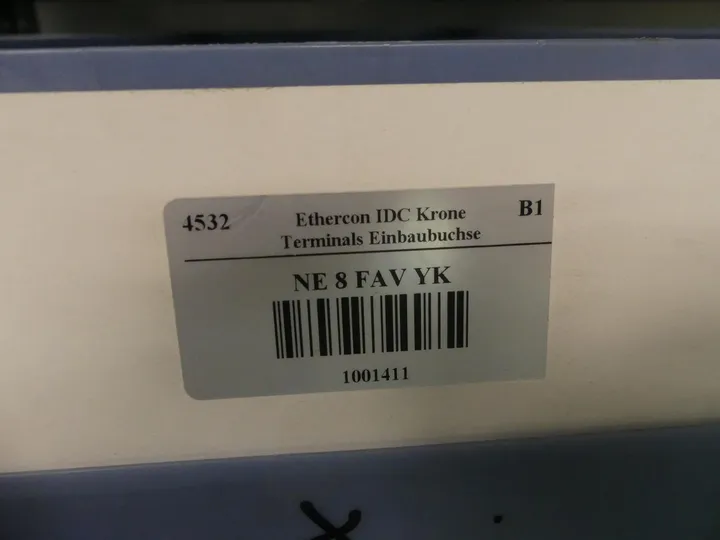 4532 Ethercon IDC Krone B1
Terminals Einbaubuchse
NE 8 FAV YK
1001411